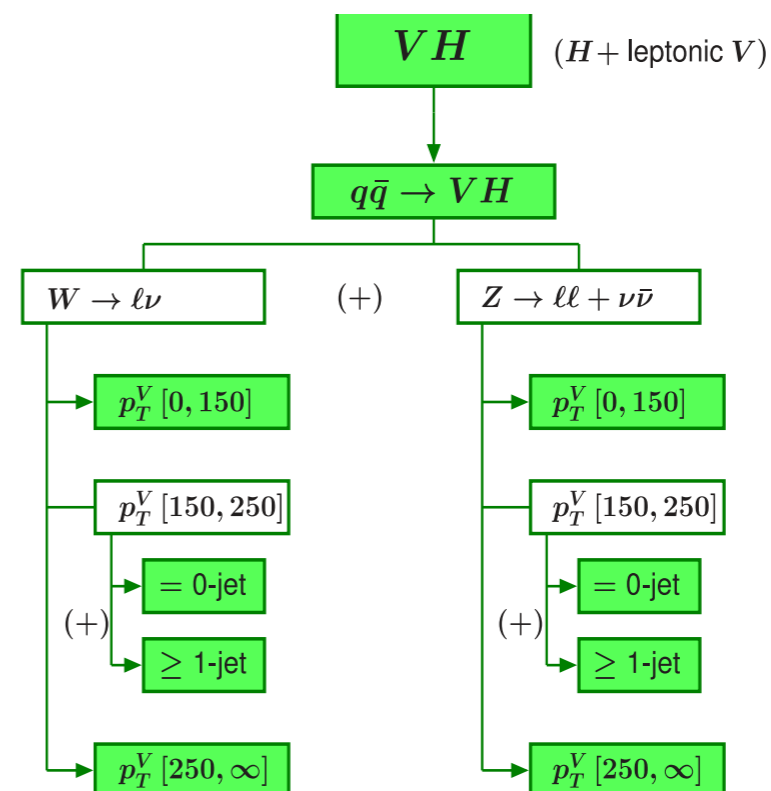 VH (H + leptonic V)
qq̄ → VH
W → ℓν (+) Z → ℓℓ + νν̄
p_T^V [0, 150] p_T^V [0, 150]
p_T^V [150, 250] p_T^V [150, 250]
= 0-jet = 0-jet
(+) (+)
≥ 1-jet ≥ 1-jet
p_T^V [250, ∞] p_T^V [250, ∞]